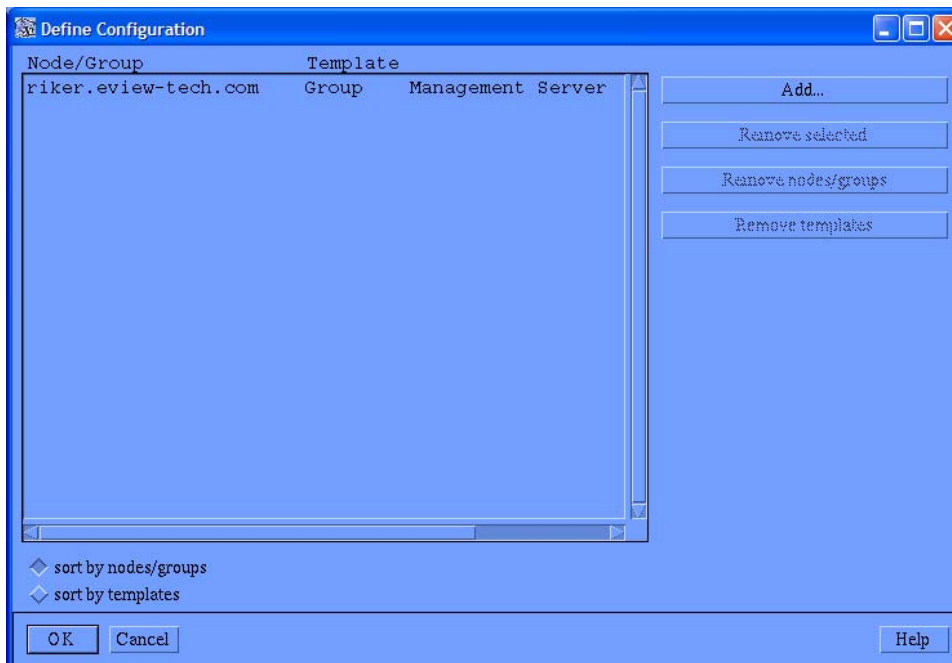 Define Configuration
Node/Group Template
riker.eview-tech.com Group Management Server
Add...
Remove selected
Remove nodes/groups
Remove templates
sort by nodes/groups
sort by templates
OK Cancel Help